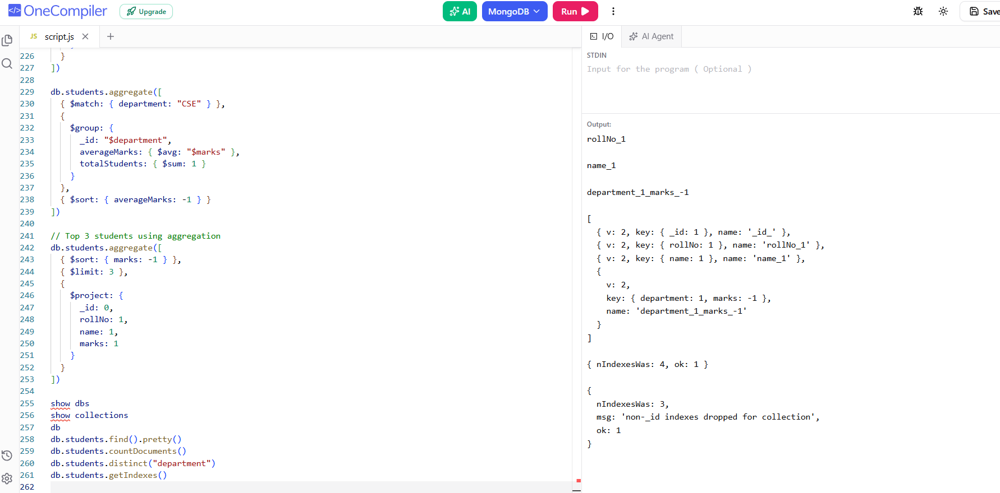 OneCompiler
Upgrade
AI
MongoDB
Run
Save
JS script.js
I/O
AI Agent
226 }
227 ])
228
229 db.students.aggregate([
230 { $match: { department: "CSE" } },
231 {
232 $group: {
233 _id: "$department",
234 averageMarks: { $avg: "$marks" },
235 totalStudents: { $sum: 1 }
236 }
237 },
238 { $sort: { averageMarks: -1 } }
239 ])
240
241 // Top 3 students using aggregation
242 db.students.aggregate([
243 { $sort: { marks: -1 } },
244 { $limit: 3 },
245 {
246 $project: {
247 _id: 0,
248 rollNo: 1,
249 name: 1,
250 marks: 1
251 }
252 }
253 ])
254
255 show dbs
256 show collections
257 db
258 db.students.find().pretty()
259 db.students.countDocuments()
260 db.students.distinct("department")
261 db.students.getIndexes()
262
STDIN
Input for the program ( Optional )
Output:
rollNo_1
name_1
department_1_marks_-1
[
{ v: 2, key: { _id: 1 }, name: '_id_' },
{ v: 2, key: { rollNo: 1 }, name: 'rollNo_1' },
{ v: 2, key: { name: 1 }, name: 'name_1' },
{
v: 2,
key: { department: 1, marks: -1 },
name: 'department_1_marks_-1'
}
]
{ nIndexesWas: 4, ok: 1 }
{
nIndexesWas: 3,
msg: 'non-_id indexes dropped for collection',
ok: 1
}